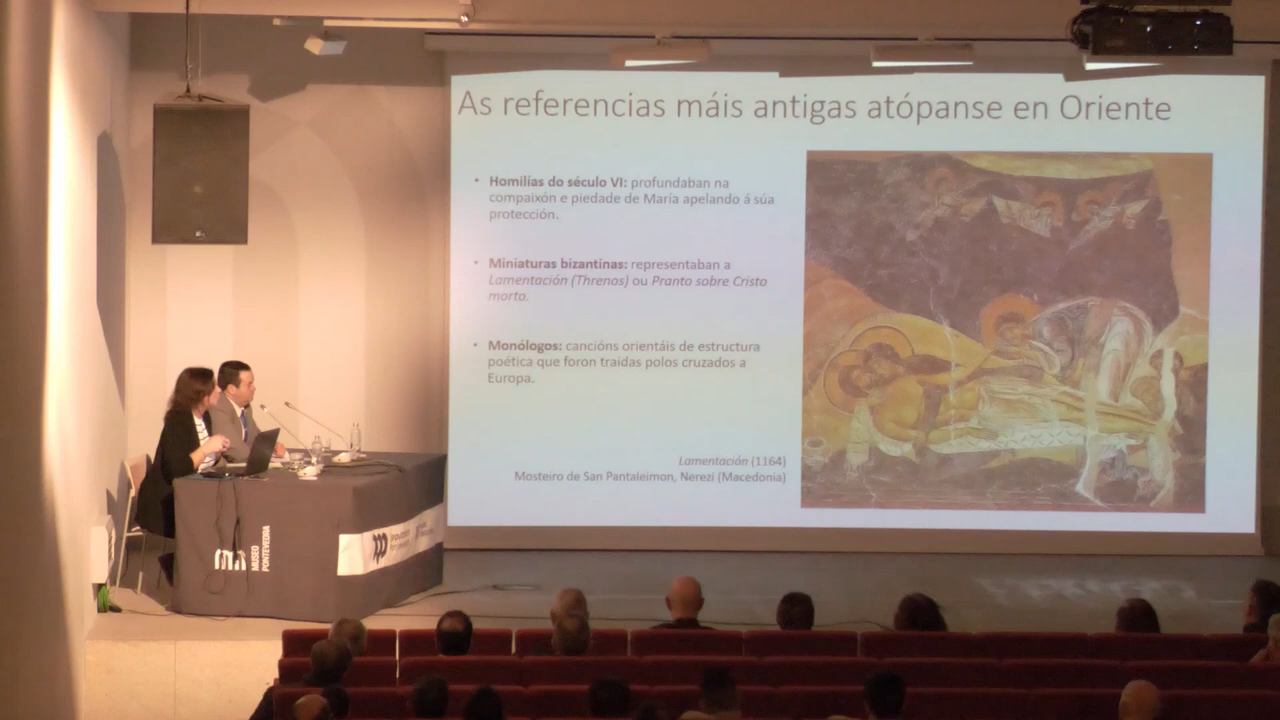 As referencias máis antigas atópanse en Oriente
• Homilías do século VI: profundaban na
compaixón e piedade de María apelando á súa
protección.
• Miniaturas bizantinas: representaban a
Lamentación (Threnos) ou Pranto sobre Cristo
morto.
• Monólogos: cancións orientáis de estructura
poética que foron traídas polos cruzados a
Europa.
Lamentación (1164)
Mosteiro de San Pantaleimon, Nerezi (Macedonia)
MUSEO
PONTEVEDRA